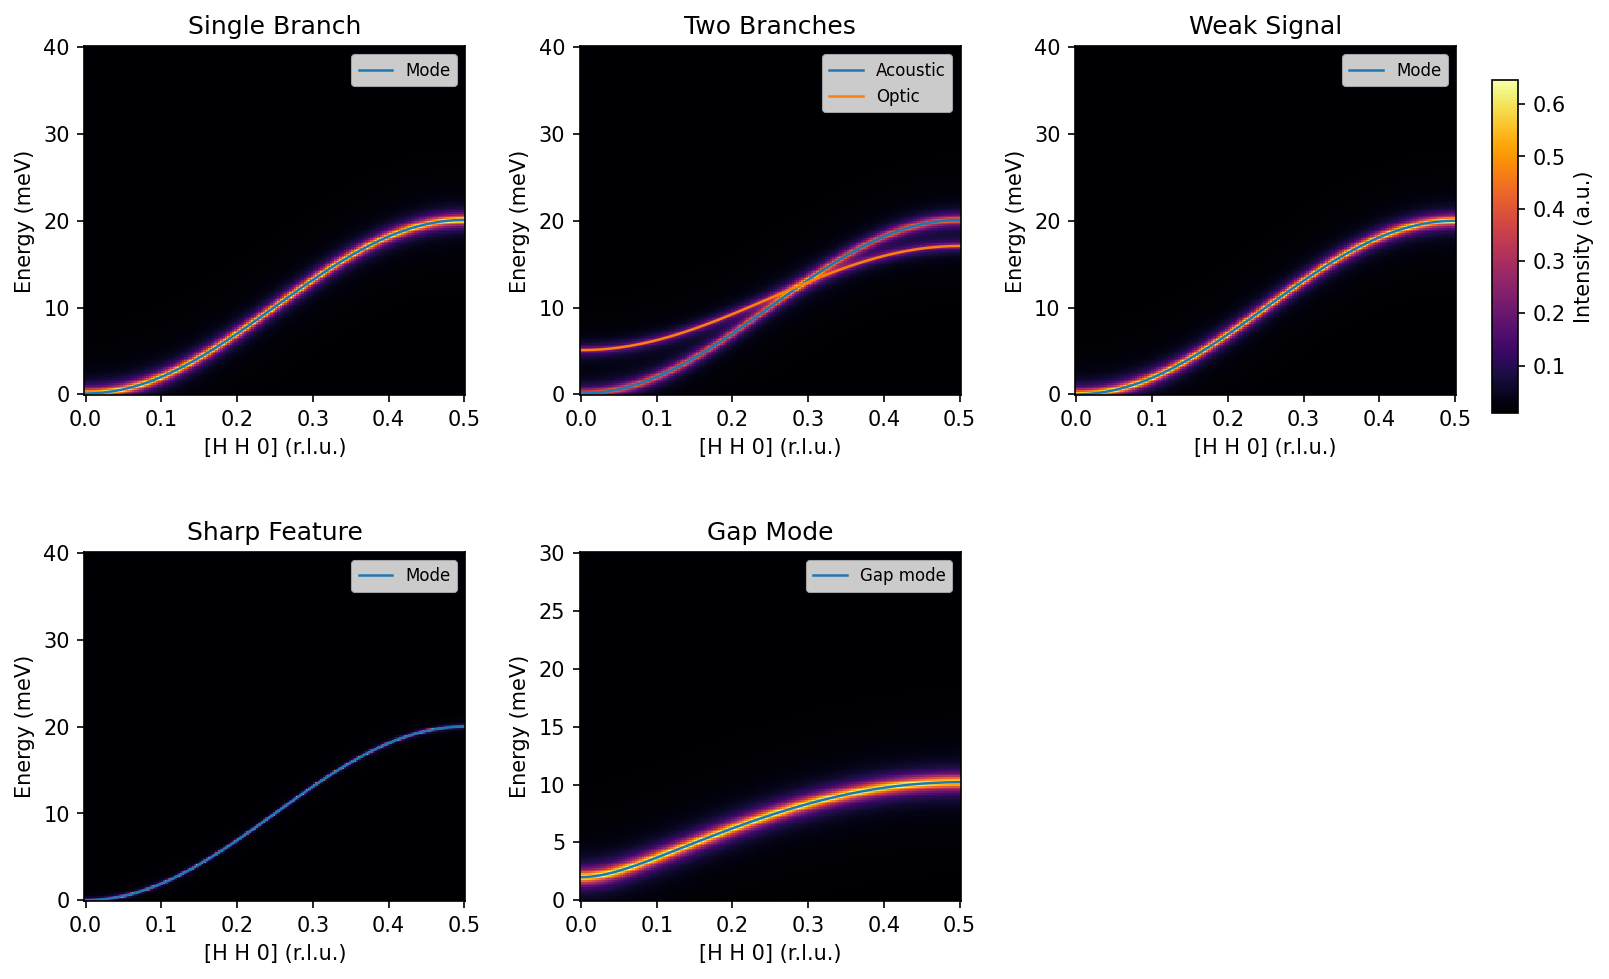 Single Branch
40
30
20
10
0
Energy (meV)
Mode
0.0 0.1 0.2 0.3 0.4 0.5
[H H 0] (r.l.u.)
Two Branches
40
30
20
10
0
Energy (meV)
Acoustic
Optic
0.0 0.1 0.2 0.3 0.4 0.5
[H H 0] (r.l.u.)
Weak Signal
40
30
20
10
0
Energy (meV)
Mode
0.0 0.1 0.2 0.3 0.4 0.5
[H H 0] (r.l.u.)
0.6
0.5
0.4
0.3
0.2
0.1
Intensity (a.u.)
Sharp Feature
40
30
20
10
0
Energy (meV)
Mode
0.0 0.1 0.2 0.3 0.4 0.5
[H H 0] (r.l.u.)
Gap Mode
30
25
20
15
10
5
0
Energy (meV)
Gap mode
0.0 0.1 0.2 0.3 0.4 0.5
[H H 0] (r.l.u.)